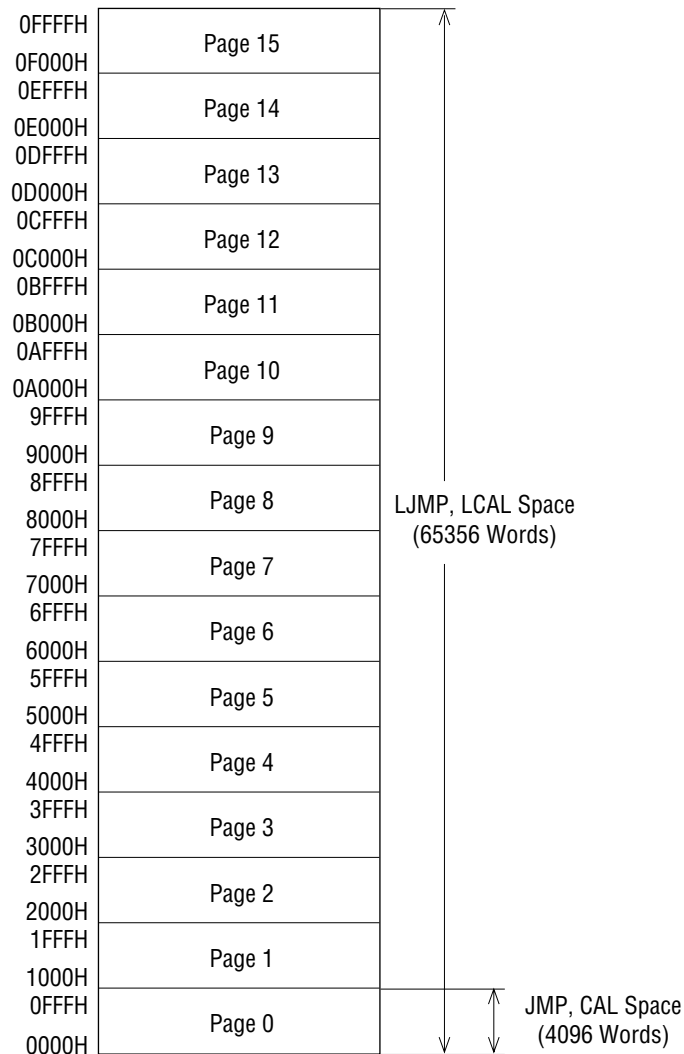 0FFFFH
Page 15
0F000H
0EFFFH
Page 14
0E000H
0DFFFH
Page 13
0D000H
0CFFFH
Page 12
0C000H
0BFFFH
Page 11
0B000H
0AFFFH
Page 10
0A000H
9FFFH
Page 9
9000H
8FFFH
Page 8
8000H
7FFFH
Page 7
7000H
6FFFH
Page 6
6000H
5FFFH
Page 5
5000H
4FFFH
Page 4
4000H
3FFFH
Page 3
3000H
2FFFH
Page 2
2000H
1FFFH
Page 1
1000H
0FFFH
Page 0
0000H
LJMP, LCAL Space
(65356 Words)
JMP, CAL Space
(4096 Words)